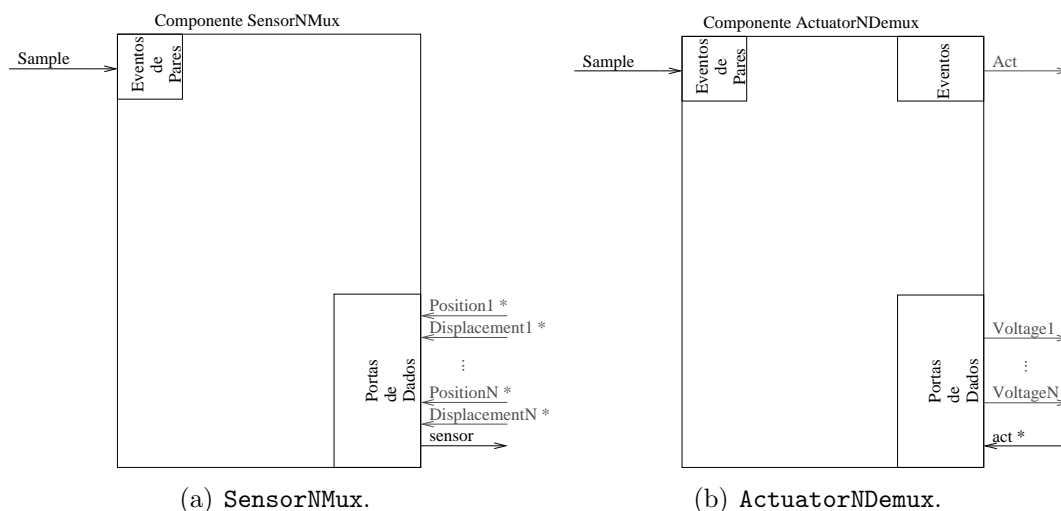 Componente SensorNMux
Sample
Eventos
de
Pares
Position1 *
Displacement1 *
...
PositionN *
DisplacementN *
sensor
Portas
de
Dados
(a) SensorNMux.
Componente ActuatorNDemux
Sample
Eventos
de
Pares
Eventos
Act
Voltage1
...
VoltageN
act *
Portas
de
Dados
(b) ActuatorNDemux.